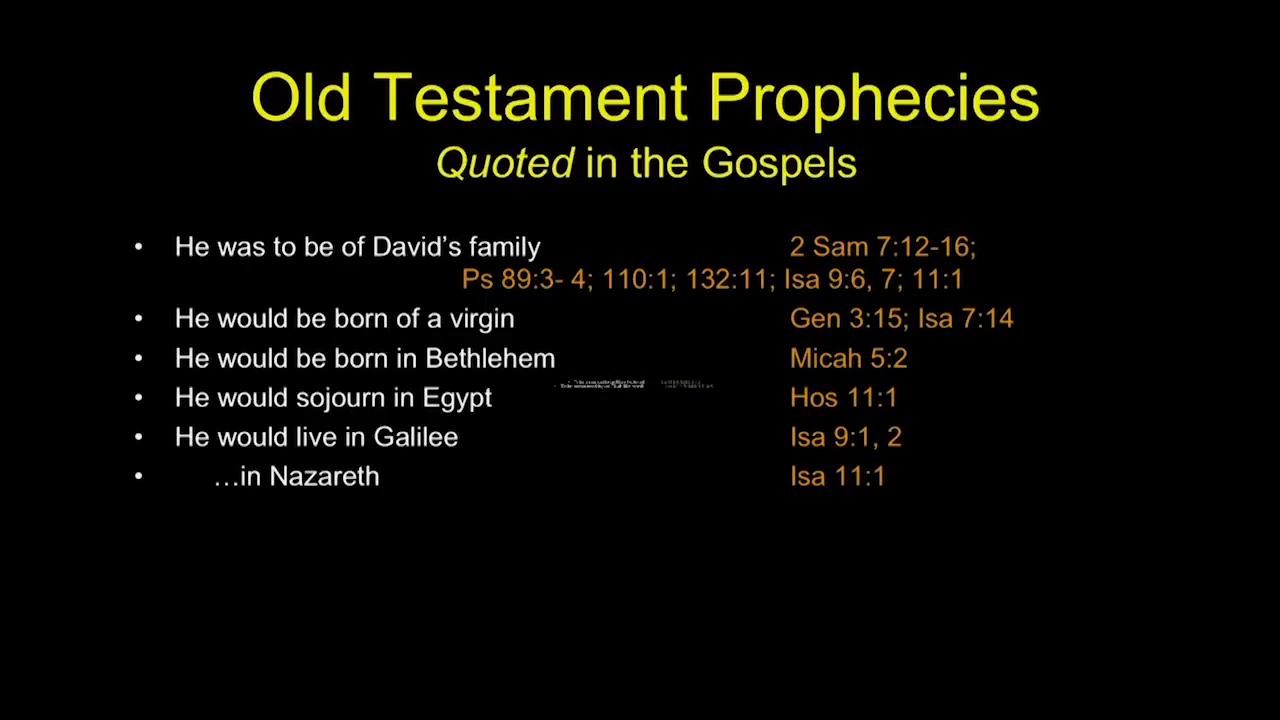 Old Testament Prophecies
Quoted in the Gospels
• He was to be of David’s family 2 Sam 7:12-16;
Ps 89:3- 4; 110:1; 132:11; Isa 9:6, 7; 11:1
• He would be born of a virgin Gen 3:15; Isa 7:14
• He would be born in Bethlehem Micah 5:2
• He would sojourn in Egypt Hos 11:1
• He would live in Galilee Isa 9:1, 2
• …in Nazareth Isa 11:1